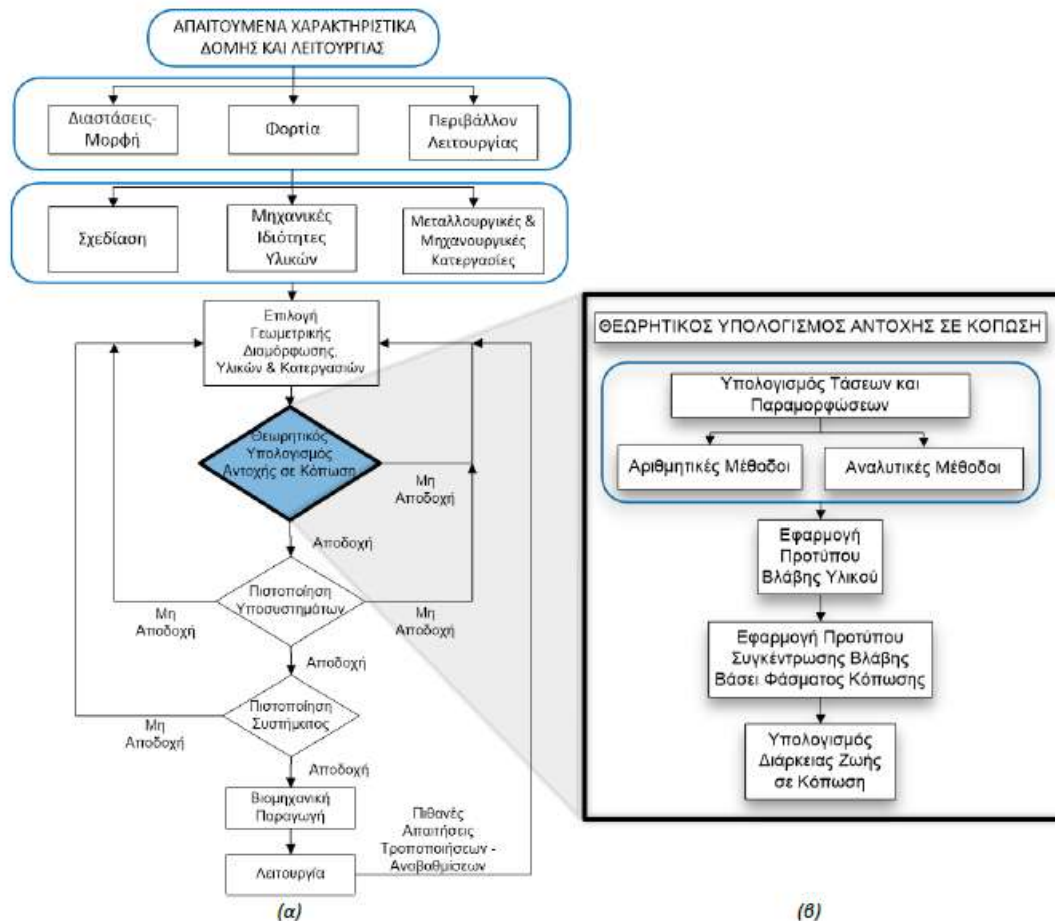 ΑΠΑΙΤΟΥΜΕΝΑ ΧΑΡΑΚΤΗΡΙΣΤΙΚΑ
ΔΟΜΗΣ ΚΑΙ ΛΕΙΤΟΥΡΓΙΑΣ
Διαστάσεις-
Μορφή
Φορτία
Περιβάλλον
Λειτουργίας
Σχεδίαση
Μηχανικές
Ιδιότητες
Υλικών
Μεταλλουργικές &
Μηχανουργικές
Κατεργασίες
Επιλογή
Γεωμετρικής
Διαμόρφωσης,
Υλικών & Κατεργασιών
Θεωρητικός
Υπολογισμός
Αντοχής σε Κόπωση
Μη
Αποδοχή
Αποδοχή
Πιστοποίηση
Υποσυστημάτων
Μη
Αποδοχή
Μη
Αποδοχή
Αποδοχή
Πιστοποίηση
Συστήματος
Μη
Αποδοχή
Αποδοχή
Βιομηχανική
Παραγωγή
Πιθανές
Απαιτήσεις
Τροποποιήσεων -
Αναβαθμίσεων
Λειτουργία
(α)
ΘΕΩΡΗΤΙΚΟΣ ΥΠΟΛΟΓΙΣΜΟΣ ΑΝΤΟΧΗΣ ΣΕ ΚΟΠΩΣΗ
Υπολογισμός Τάσεων και
Παραμορφώσεων
Αριθμητικές Μέθοδοι
Αναλυτικές Μέθοδοι
Εφαρμογή
Προτύπου
Βλάβης Υλικού
Εφαρμογή Προτύπου
Συγκέντρωσης Βλάβης
Βάσει Φάσματος Κόπωσης
Υπολογισμός
Διάρκειας Ζωής
σε Κόπωση
(β)